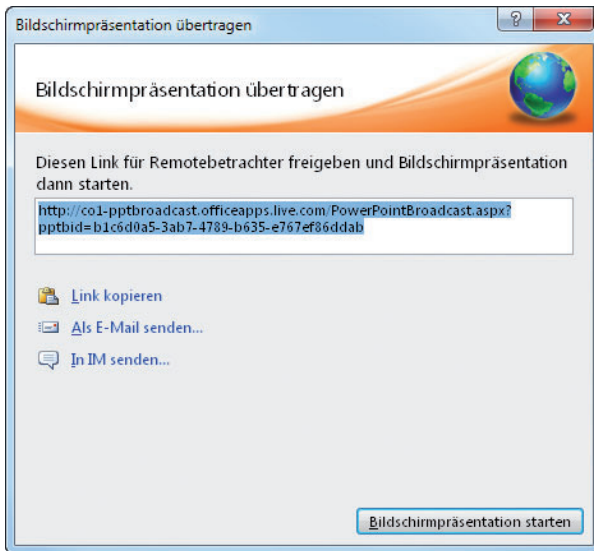 Bildschirmpräsentation übertragen
Bildschirmpräsentation übertragen
Diesen Link für Remotebetrachter freigeben und Bildschirmpräsentation
dann starten.
http://co1-pptbroadcast.officeapps.live.com/PowerPointBroadcast.aspx?
pptbid=b1c6d0a5-3ab7-4789-b635-e767ef86ddab
Link kopieren
Als E-Mail senden...
In IM senden...
Bildschirmpräsentation starten